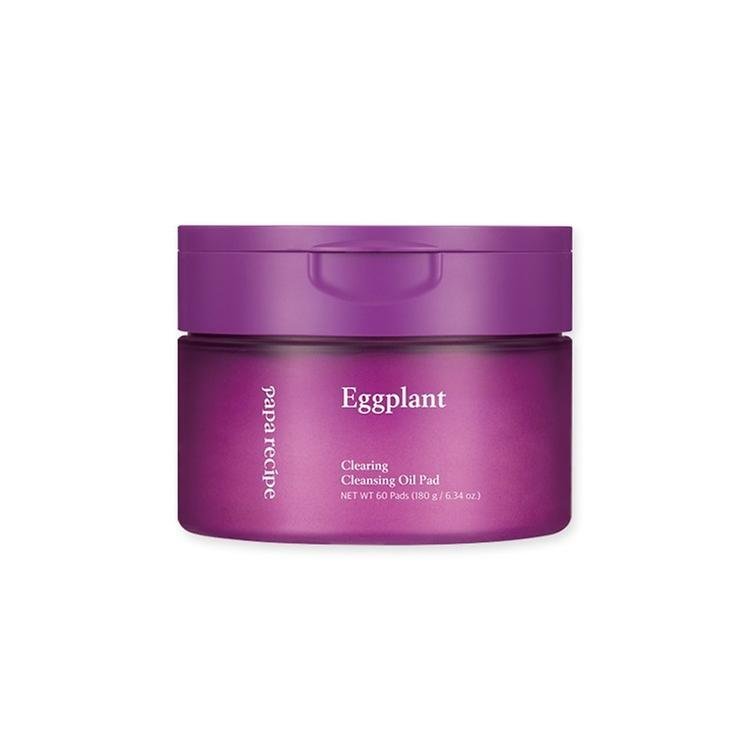 papa recipe
Eggplant
Clearing
Cleansing Oil Pad
NET WT 60 Pads (180 g / 6.34 oz.)